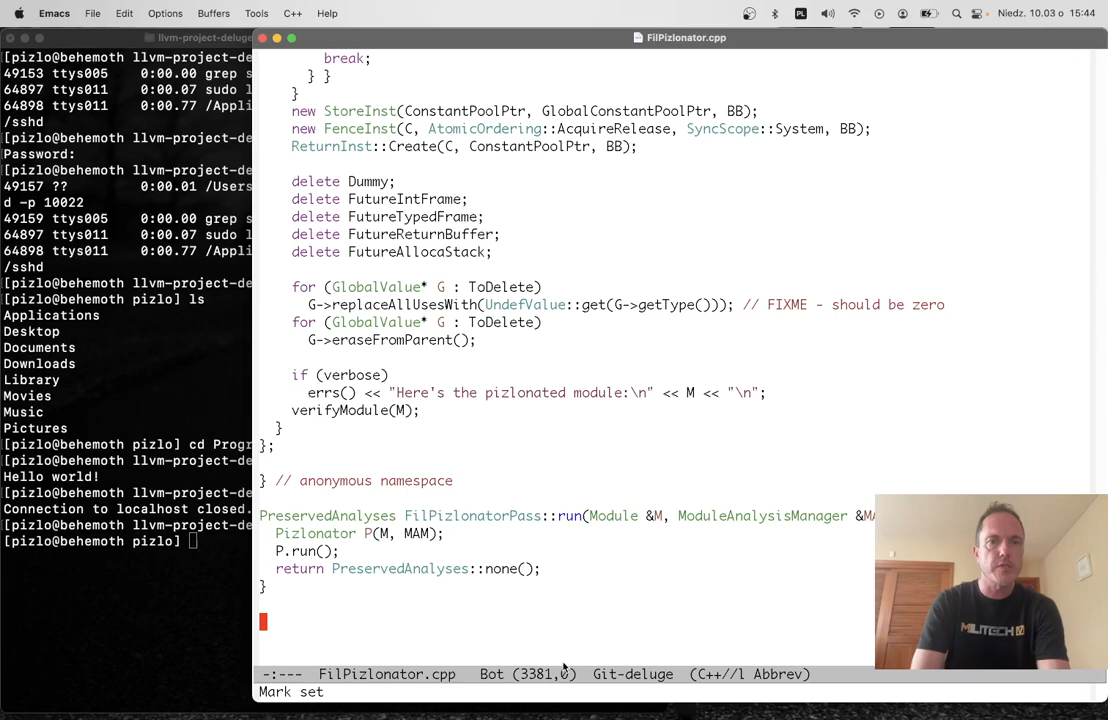 Emacs File Edit Options Buffers Tools C++ Help PL Niedz. 10.03 o 15:44
llvm-project-deluge
[pizlo@behemoth llvm-project-de
49153 ttys005 0:00.00 grep s
64897 ttys011 0:00.07 sudo l
64898 ttys011 0:00.77 /Appli
/sshd
[pizlo@behemoth llvm-project-de
Password:
[pizlo@behemoth llvm-project-de
49157 ?? 0:00.01 /Users
d -p 10022
49159 ttys005 0:00.00 grep s
64897 ttys011 0:00.07 sudo l
64898 ttys011 0:00.77 /Appli
/sshd
[pizlo@behemoth llvm-project-de
[pizlo@behemoth pizlo] ls
Applications
Desktop
Documents
Downloads
Library
Movies
Music
Pictures
[pizlo@behemoth pizlo] cd Progr
[pizlo@behemoth llvm-project-de
Hello world!
[pizlo@behemoth llvm-project-de
Connection to localhost closed.
[pizlo@behemoth llvm-project-de
[pizlo@behemoth pizlo]
FilPizlonator.cpp
break;
} }
}
new StoreInst(ConstantPoolPtr, GlobalConstantPoolPtr, BB);
new FenceInst(C, AtomicOrdering::AcquireRelease, SyncScope::System, BB);
ReturnInst::Create(C, ConstantPoolPtr, BB);
delete Dummy;
delete FutureIntFrame;
delete FutureTypedFrame;
delete FutureReturnBuffer;
delete FutureAllocaStack;
for (GlobalValue* G : ToDelete)
G->replaceAllUsesWith(UndefValue::get(G->getType())); // FIXME - should be zero
for (GlobalValue* G : ToDelete)
G->eraseFromParent();
if (verbose)
errs() << "Here's the pizlonated module:\n" << M << "\n";
verifyModule(M);
}
};
} // anonymous namespace
PreservedAnalyses FilPizlonatorPass::run(Module &M, ModuleAnalysisManager &MA
Pizlonator P(M, MAM);
P.run();
return PreservedAnalyses::none();
}
MILITECH
-:--- FilPizlonator.cpp Bot (3381,0) Git-deluge (C++//l Abbrev)
Mark set